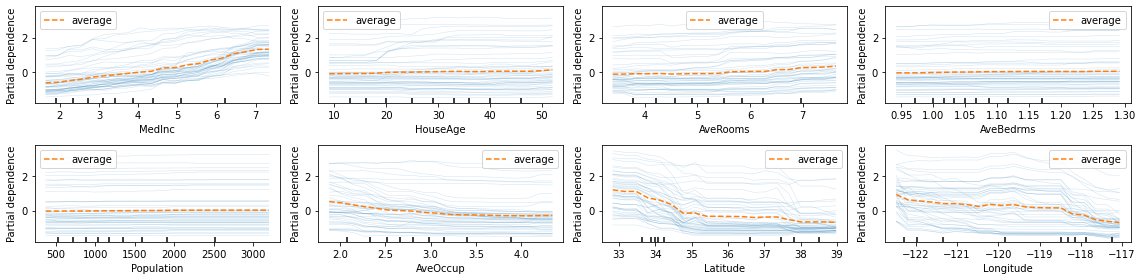 Partial dependence
2
0
average
2 3 4 5 6 7
MedInc
Partial dependence
2
0
average
10 20 30 40 50
HouseAge
Partial dependence
2
0
average
4 5 6 7
AveRooms
Partial dependence
2
0
average
0.95 1.00 1.05 1.10 1.15 1.20 1.25 1.30
AveBedrms
Partial dependence
2
0
average
500 1000 1500 2000 2500 3000
Population
Partial dependence
2
0
average
2.0 2.5 3.0 3.5 4.0
AveOccup
Partial dependence
2
0
average
33 34 35 36 37 38 39
Latitude
Partial dependence
2
0
average
−122 −121 −120 −119 −118 −117
Longitude